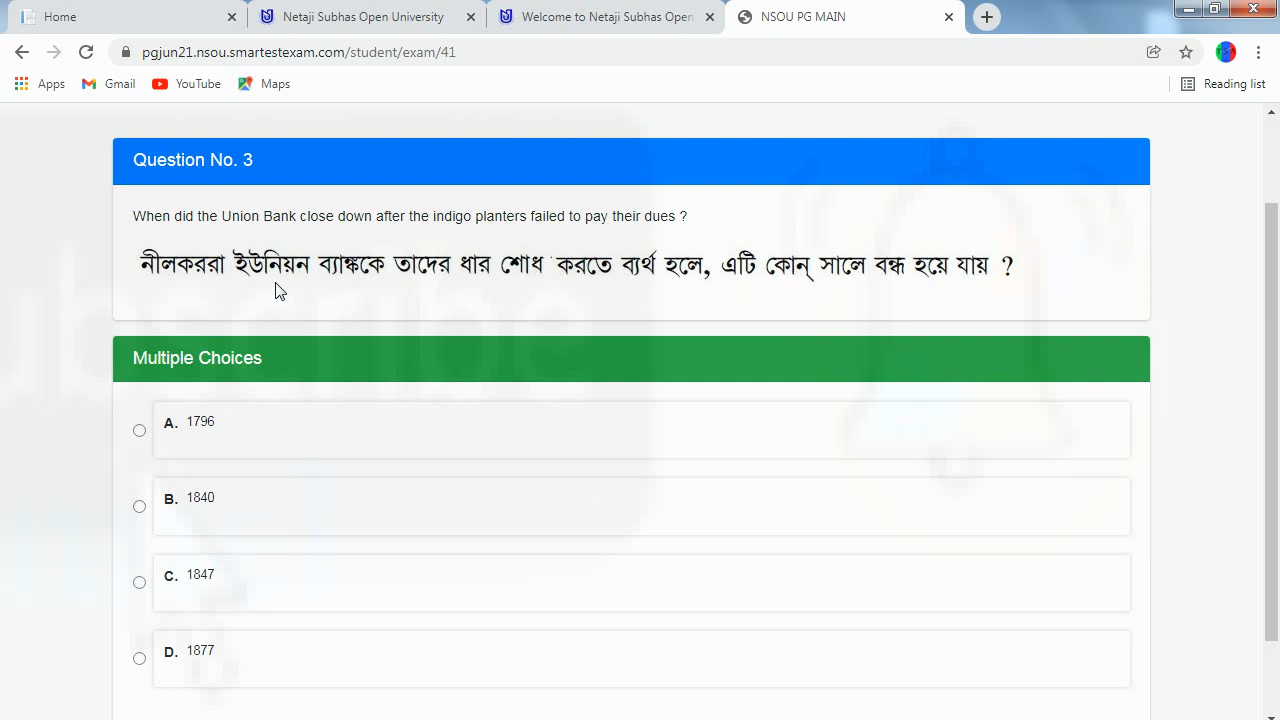 Home
Netaji Subhas Open University
Welcome to Netaji Subhas Open
NSOU PG MAIN
pgjun21.nsou.smartestexam.com/student/exam/41
Apps
Gmail
YouTube
Maps
Reading list
Question No. 3
When did the Union Bank close down after the indigo planters failed to pay their dues ?
নীলকররা ইউনিয়ন ব্যাঙ্ককে তাদের ধার শোধ করতে ব্যর্থ হলে, এটি কোন্ সালে বন্ধ হয়ে যায় ?
Multiple Choices
A. 1796
B. 1840
C. 1847
D. 1877